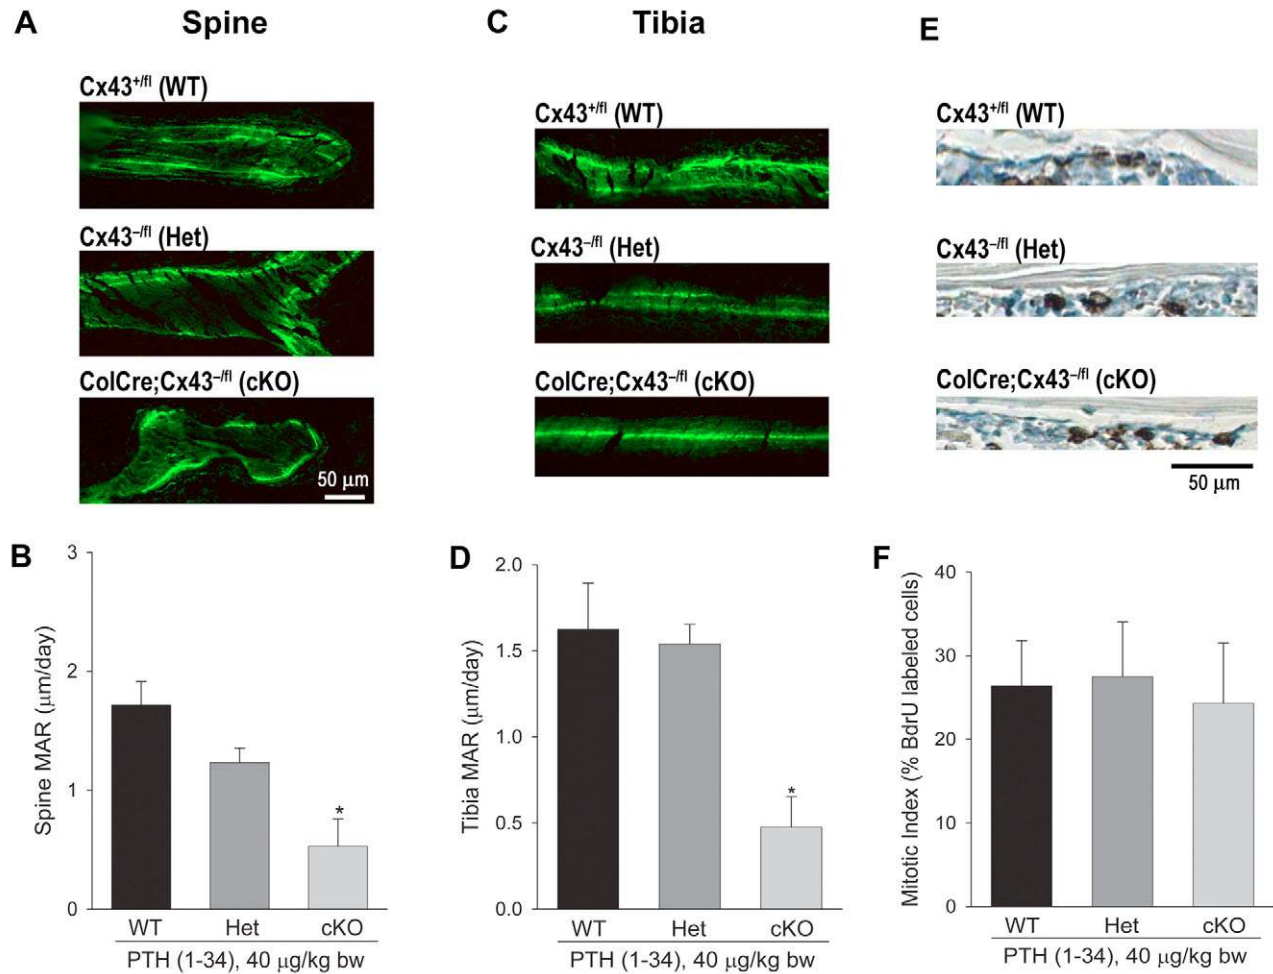 A Spine
Cx43+/fl (WT)
Cx43–/fl (Het)
ColCre;Cx43–/fl (cKO)
50 μm
C Tibia
Cx43+/fl (WT)
Cx43–/fl (Het)
ColCre;Cx43–/fl (cKO)
E
Cx43+/fl (WT)
Cx43–/fl (Het)
ColCre;Cx43–/fl (cKO)
50 μm
B
Spine MAR (μm/day)
3
2
1
0
*
WT Het cKO
PTH (1-34), 40 μg/kg bw
D
Tibia MAR (μm/day)
2.0
1.5
1.0
0.5
0.0
*
WT Het cKO
PTH (1-34), 40 μg/kg bw
F
Mitotic Index (% BdrU labeled cells)
40
30
20
10
0
WT Het cKO
PTH (1-34), 40 μg/kg bw